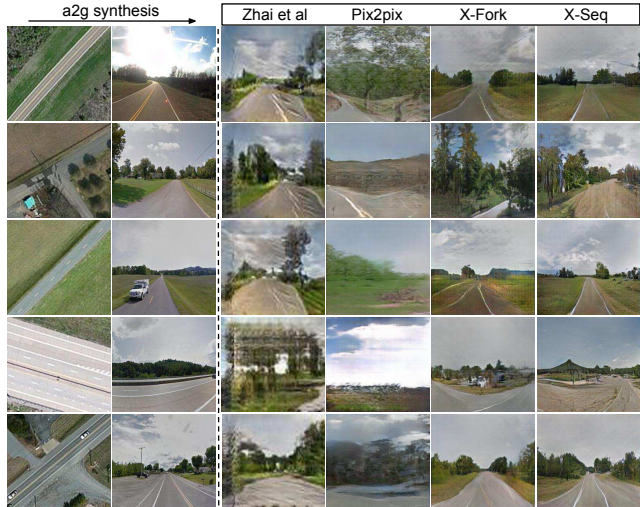 a2g synthesis
Zhai et al
Pix2pix
X-Fork
X-Seq